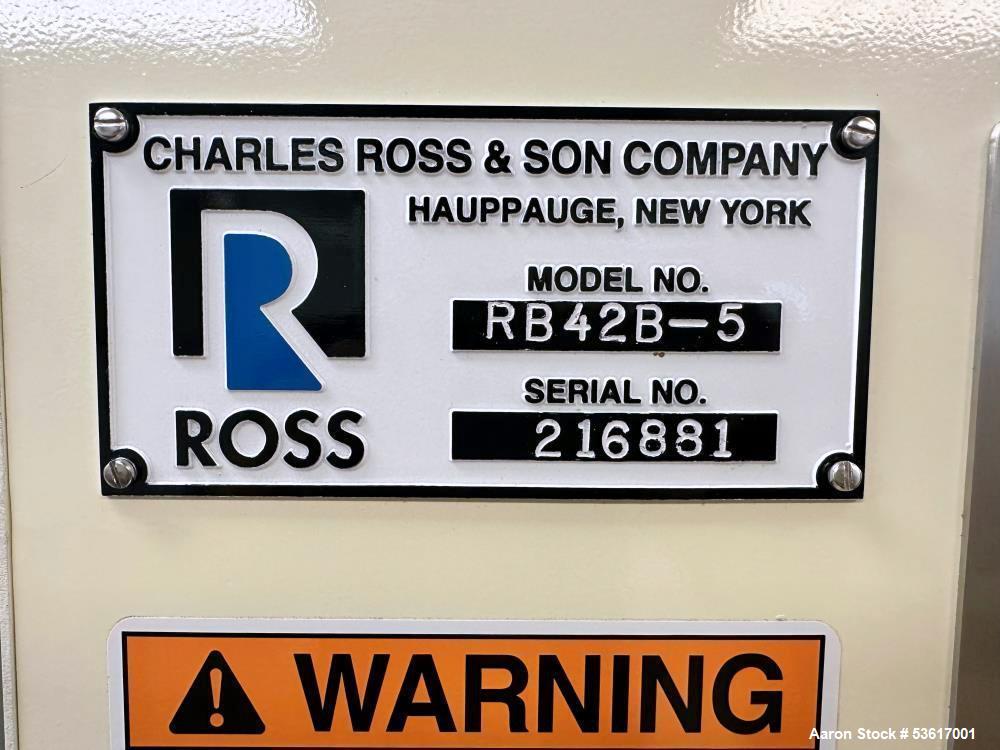 CHARLES ROSS & SON COMPANY
HAUPPAUGE, NEW YORK
R
ROSS
MODEL NO.
RB42B-5
SERIAL NO.
216881
WARNING
Aaron Stock # 53617001